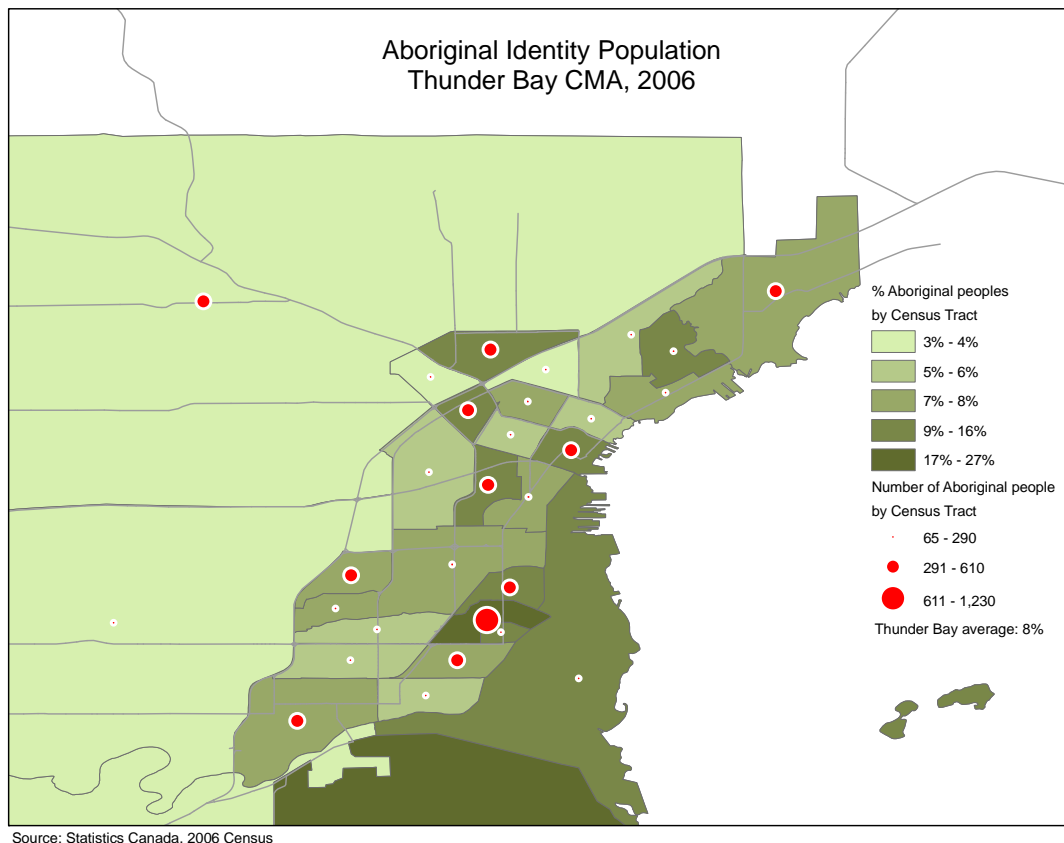 Aboriginal Identity Population
Thunder Bay CMA, 2006
% Aboriginal peoples
by Census Tract
3% - 4%
5% - 6%
7% - 8%
9% - 16%
17% - 27%
Number of Aboriginal people
by Census Tract
65 - 290
291 - 610
611 - 1,230
Thunder Bay average: 8%
Source: Statistics Canada, 2006 Census